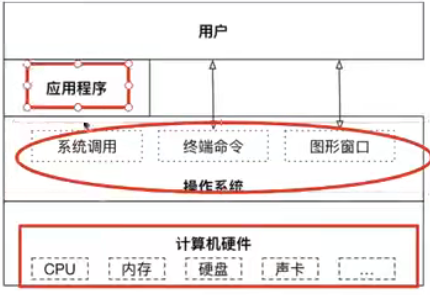 用户
应用程序
系统调用 终端命令 图形窗口
操作系统
计算机硬件
CPU 内存 硬盘 声卡 ...